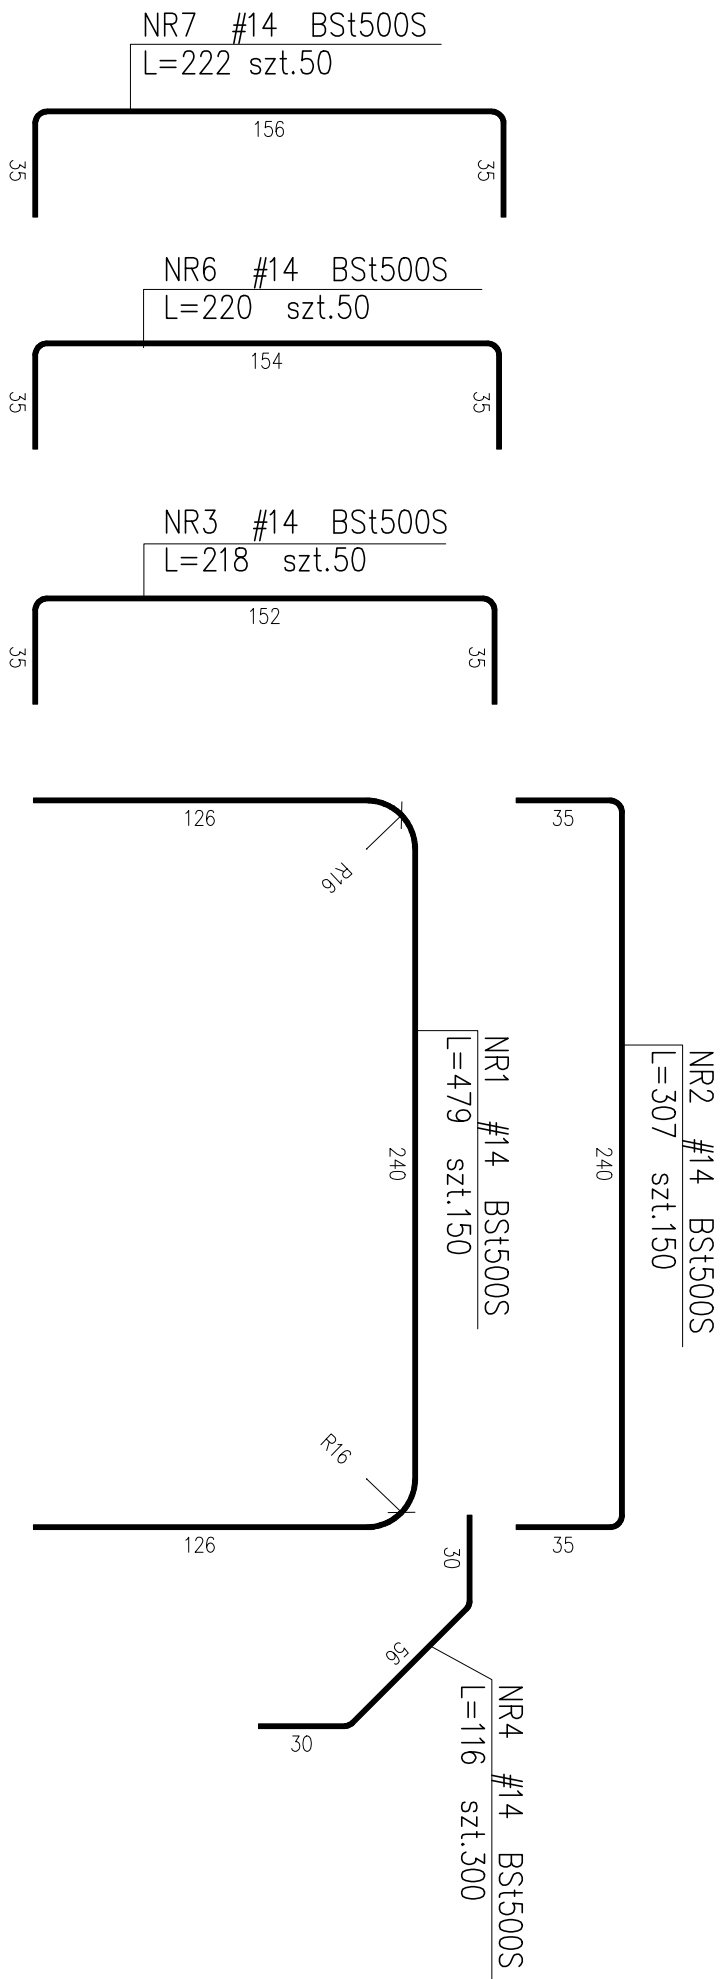 NR7 #14 BSt500S
L=222 szt.50
156
35
35
NR6 #14 BSt500S
L=220 szt.50
154
35
35
NR3 #14 BSt500S
L=218 szt.50
152
35
35
126
R16
NR1 #14 BSt500S
L=479 szt.150
240
R16
126
35
NR2 #14 BSt500S
L=307 szt.150
240
35
30
56
30
NR4 #14 BSt500S
L=116 szt.300